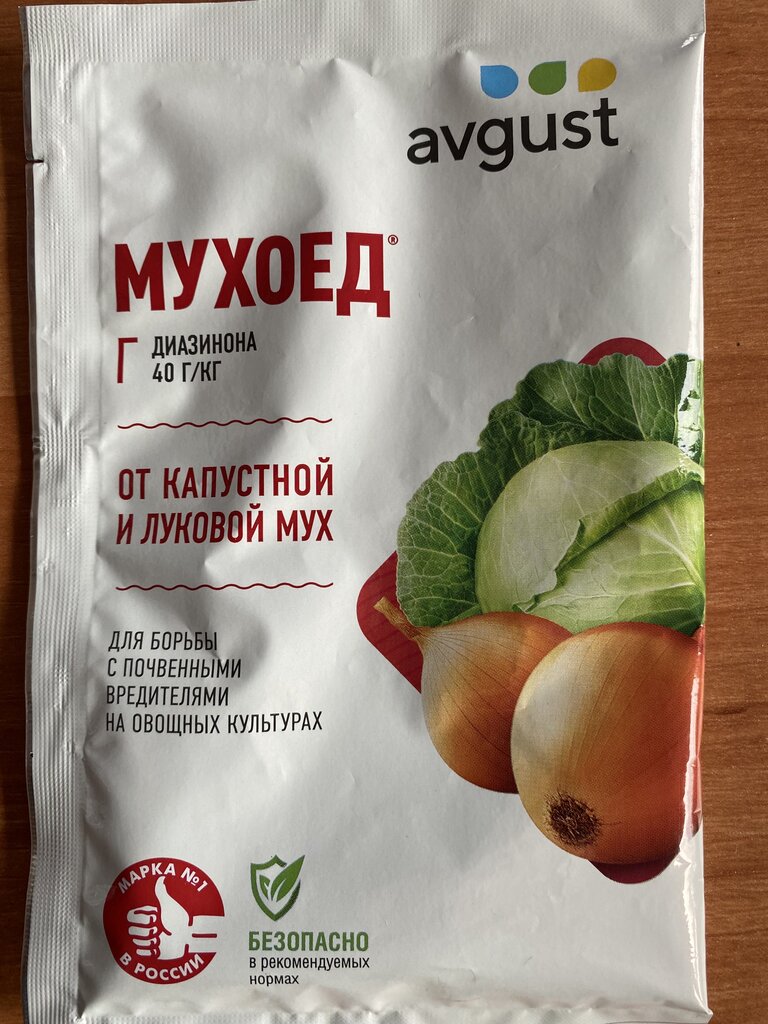 avgust
МУХОЕД®
Г ДИАЗИНОНА
40 Г/КГ
ОТ КАПУСТНОЙ
И ЛУКОВОЙ МУХ
ДЛЯ БОРЬБЫ
С ПОЧВЕННЫМИ
ВРЕДИТЕЛЯМИ
НА ОВОЩНЫХ КУЛЬТУРАХ
МАРКА №1
В РОССИИ
БЕЗОПАСНО
в рекомендуемых
нормах